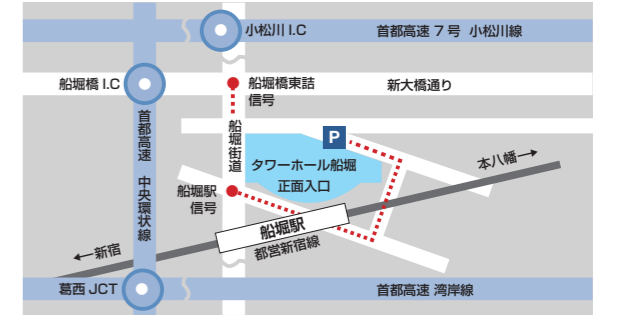 小松川 I.C
首都高速 7 号 小松川線
船堀橋 I.C
船堀橋東詰
信号
新大橋通り
首都高速 中央環状線
船堀街道
P
タワーホール船堀
正面入口
本八幡→
船堀駅
信号
船堀駅
都営新宿線
←新宿
葛西 JCT
首都高速 湾岸線